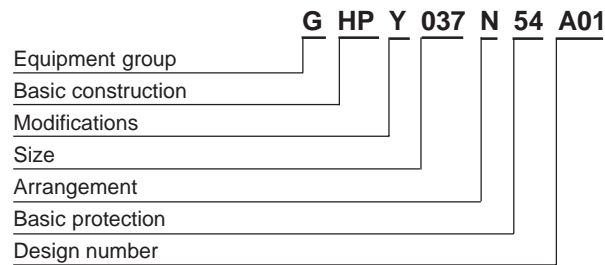 G HP Y 037 N 54 A01
Equipment group
Basic construction
Modifications
Size
Arrangement
Basic protection
Design number